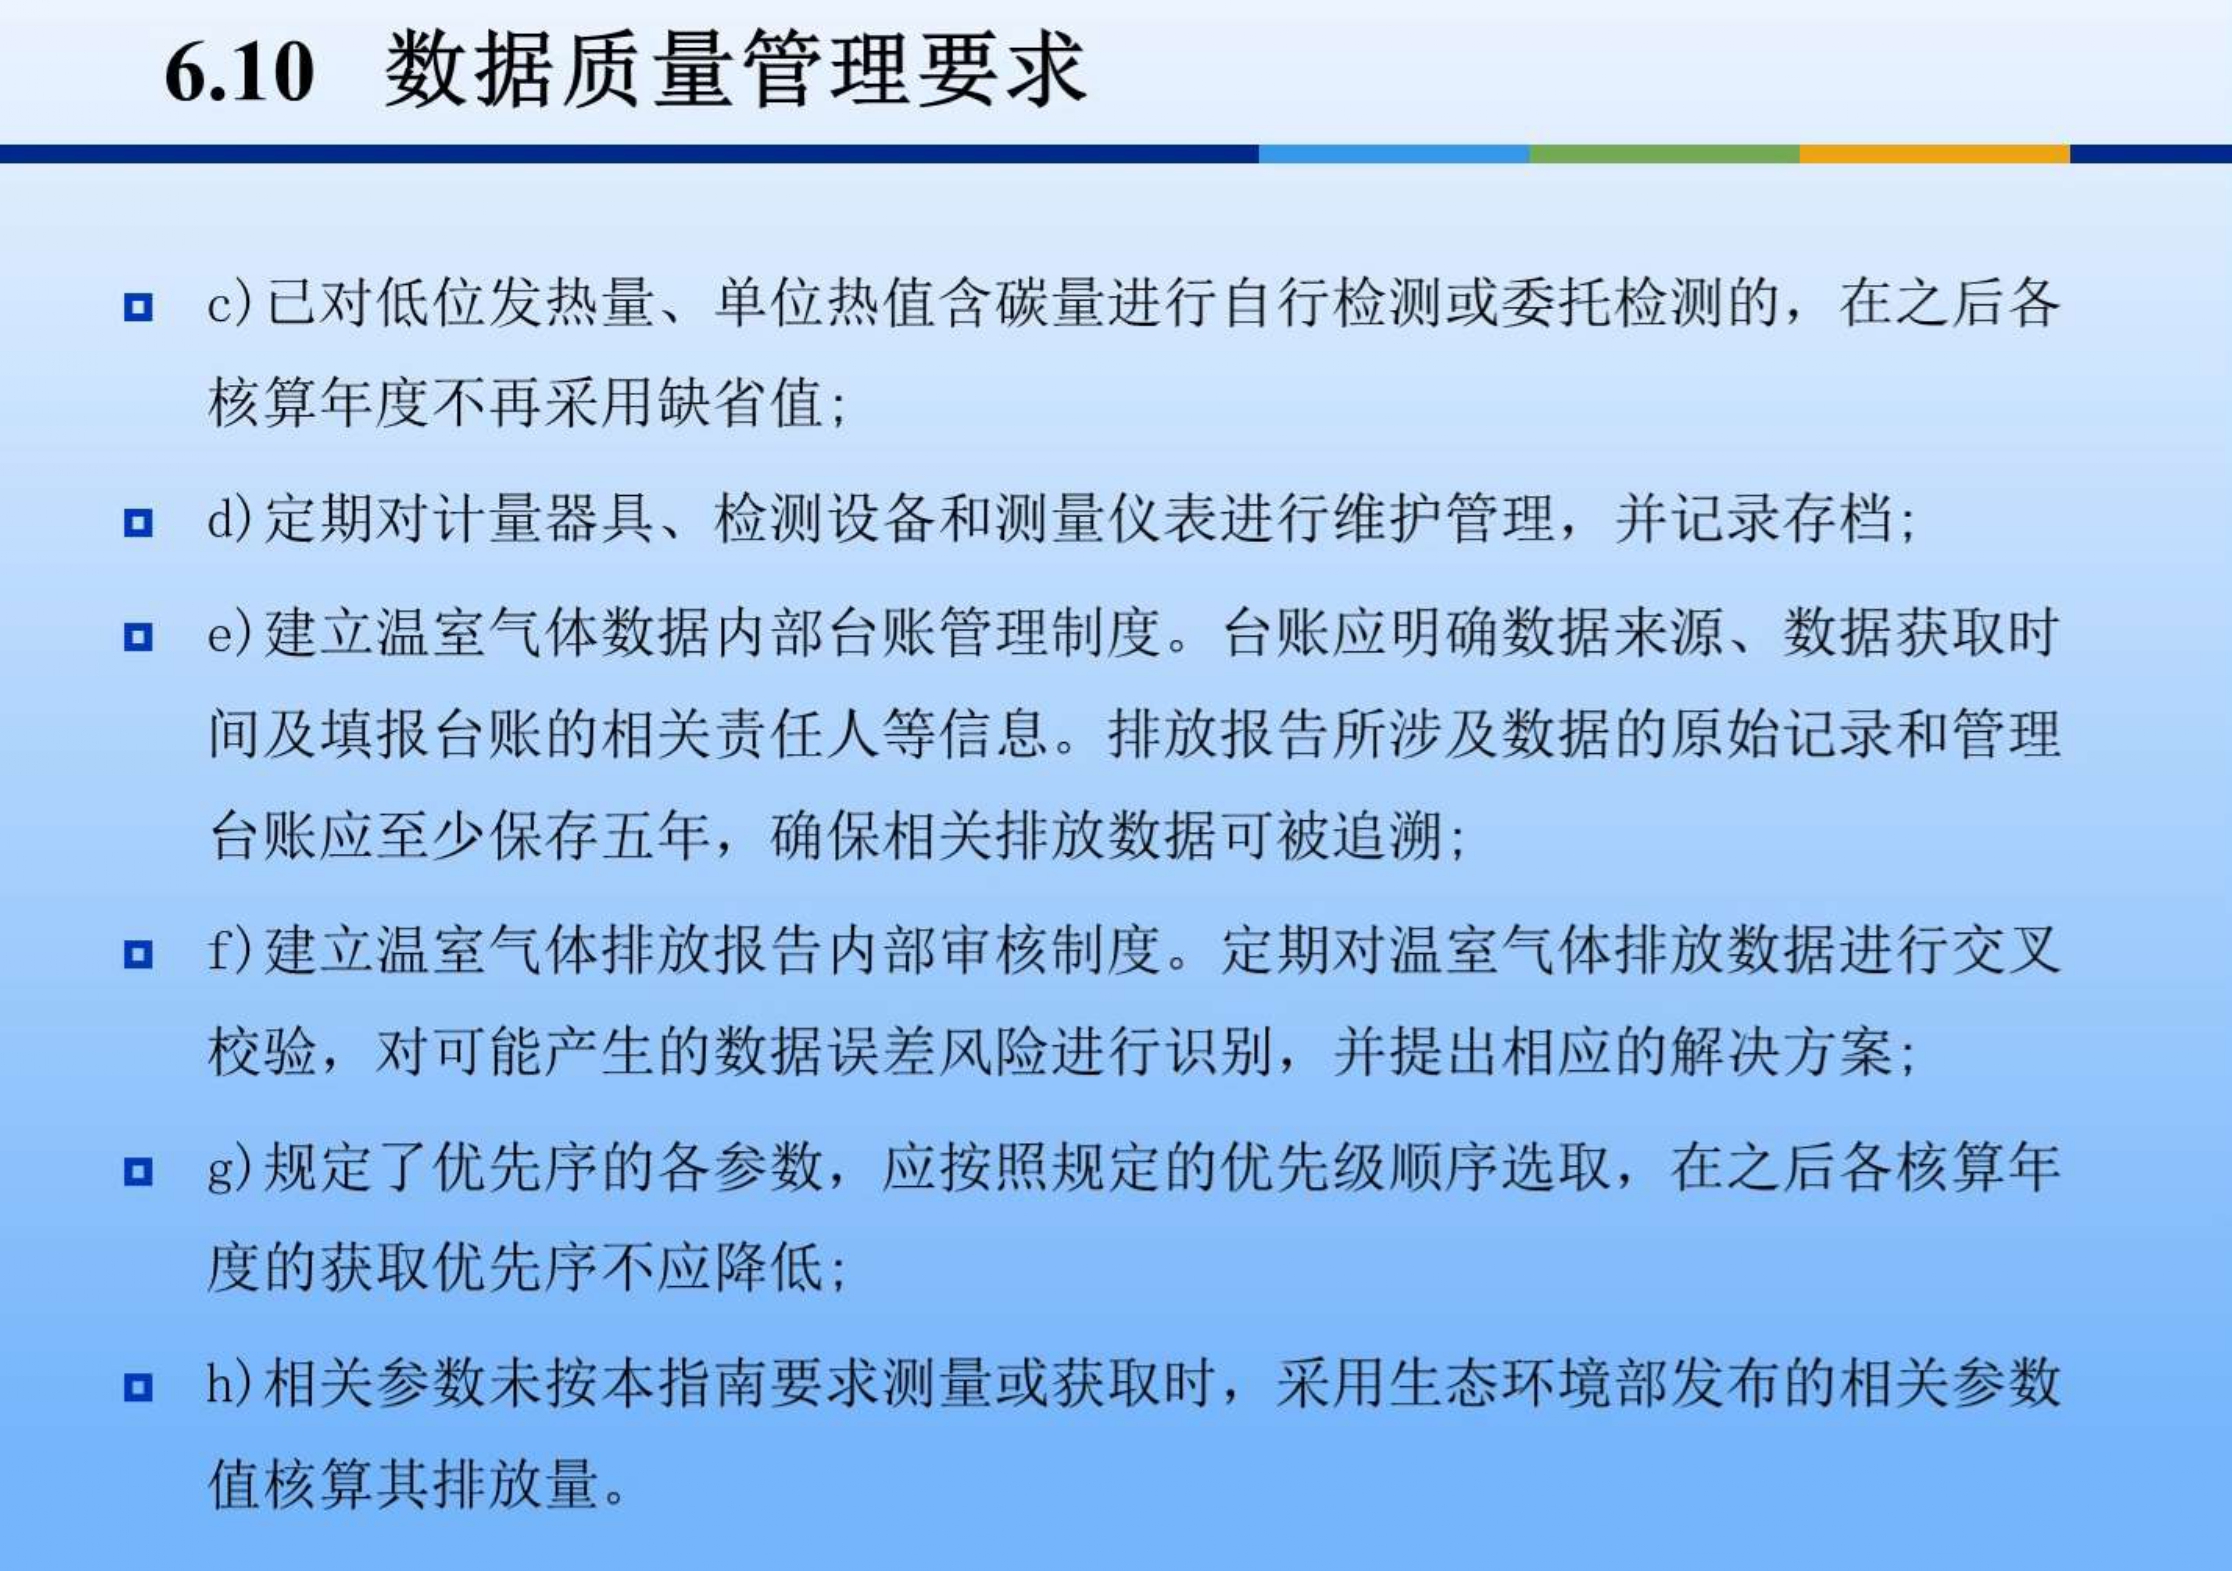 6.10 数据质量管理要求
c)已对低位发热量、单位热值含碳量进行自行检测或委托检测的，在之后各
核算年度不再采用缺省值;
d)定期对计量器具、检测设备和测量仪表进行维护管理，并记录存档;
e)建立温室气体数据内部台账管理制度。台账应明确数据来源、数据获取时
间及填报台账的相关责任人等信息。排放报告所涉及数据的原始记录和管理
台账应至少保存五年，确保相关排放数据可被追溯;
f)建立温室气体排放报告内部审核制度。定期对温室气体排放数据进行交叉
校验，对可能产生的数据误差风险进行识别，并提出相应的解决方案;
g)规定了优先序的各参数，应按照规定的优先级顺序选取，在之后各核算年
度的获取优先序不应降低;
h)相关参数未按本指南要求测量或获取时，采用生态环境部发布的相关参数
值核算其排放量。